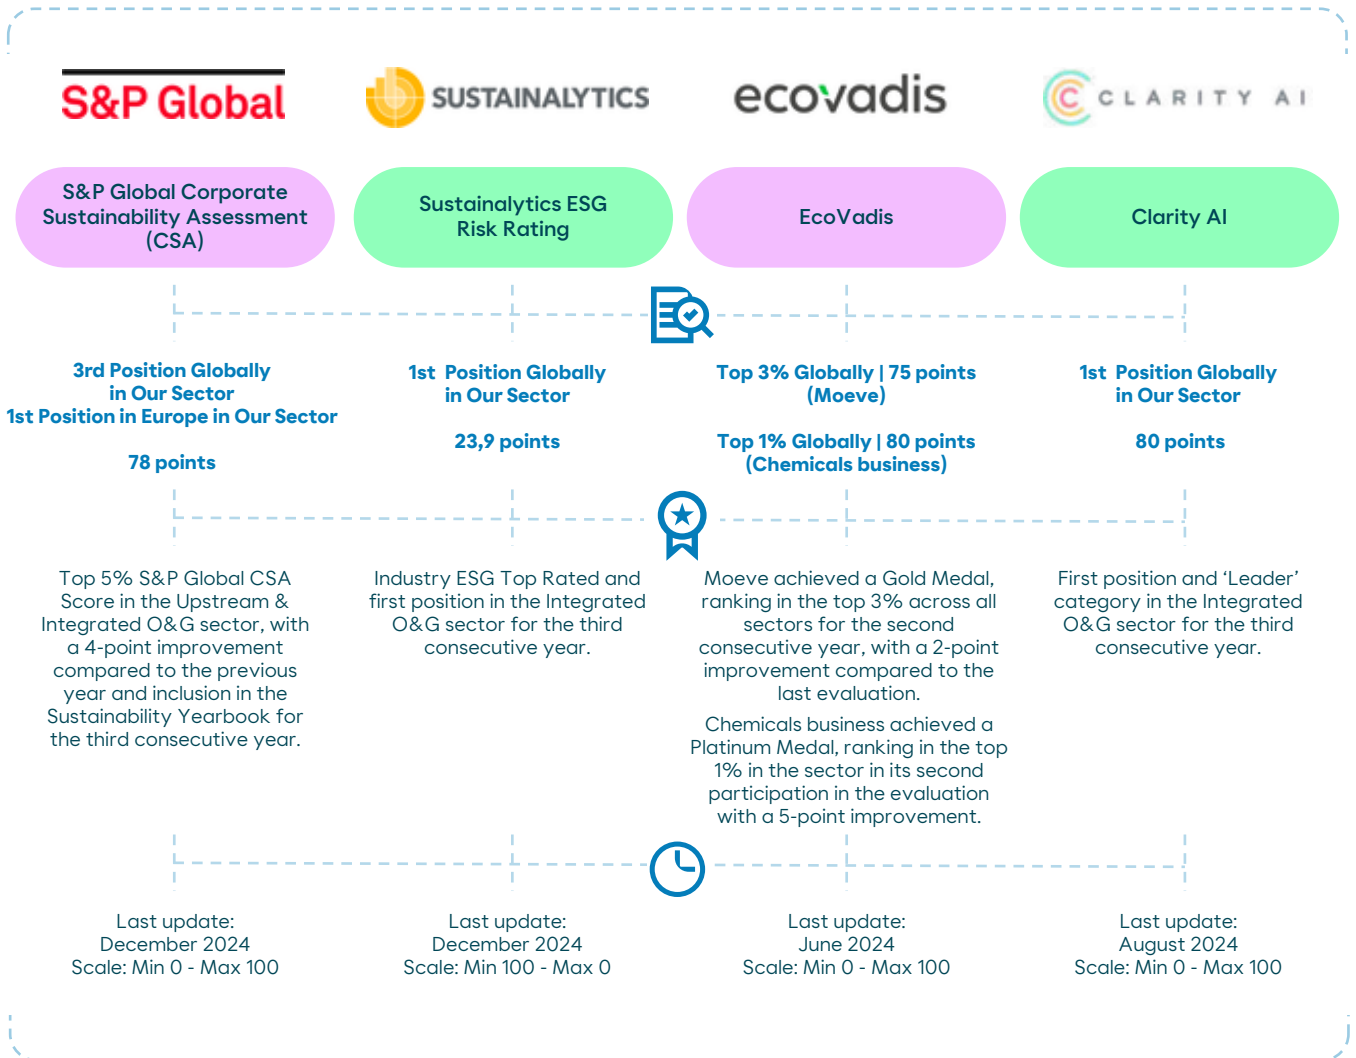 S&P Global
SUSTAINALYTICS
ecovadis
CLARITY AI
S&P Global Corporate
Sustainability Assessment
(CSA)
Sustainalytics ESG
Risk Rating
EcoVadis
Clarity AI
3rd Position Globally
in Our Sector
1st Position in Europe in Our Sector
78 points
1st Position Globally
in Our Sector
23,9 points
Top 3% Globally | 75 points
(Moeve)
Top 1% Globally | 80 points
(Chemicals business)
1st Position Globally
in Our Sector
80 points
Top 5% S&P Global CSA
Score in the Upstream &
Integrated O&G sector, with
a 4-point improvement
compared to the previous
year and inclusion in the
Sustainability Yearbook for
the third consecutive year.
Industry ESG Top Rated and
first position in the Integrated
O&G sector for the third
consecutive year.
Moeve achieved a Gold Medal,
ranking in the top 3% across all
sectors for the second
consecutive year, with a 2-point
improvement compared to the
last evaluation.
Chemicals business achieved a
Platinum Medal, ranking in the top
1% in the sector in its second
participation in the evaluation
with a 5-point improvement.
First position and ‘Leader’
category in the Integrated
O&G sector for the third
consecutive year.
Last update:
December 2024
Scale: Min 0 - Max 100
Last update:
December 2024
Scale: Min 100 - Max 0
Last update:
June 2024
Scale: Min 0 - Max 100
Last update:
August 2024
Scale: Min 0 - Max 100